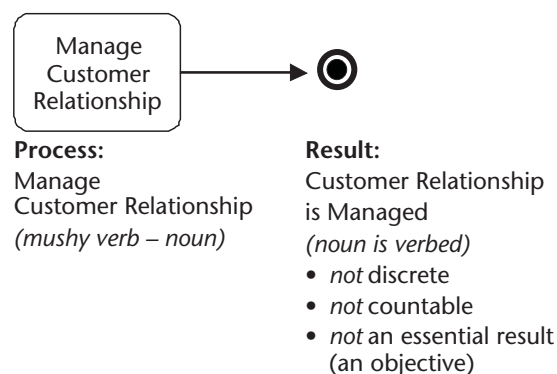 Manage
Customer
Relationship
Process:
Manage
Customer Relationship
(mushy verb – noun)
Result:
Customer Relationship
is Managed
(noun is verbed)
• not discrete
• not countable
• not an essential result
(an objective)